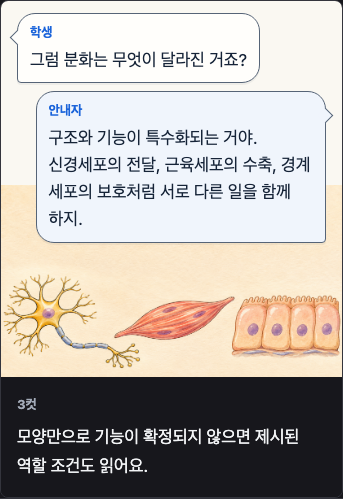 학생
그럼 분화는 무엇이 달라진 거죠?
안내자
구조와 기능이 특수화되는 거야.
신경세포의 전달, 근육세포의 수축, 경계
세포의 보호처럼 서로 다른 일을 함께
하지.
3컷
모양만으로 기능이 확정되지 않으면 제시된
역할 조건도 읽어요.